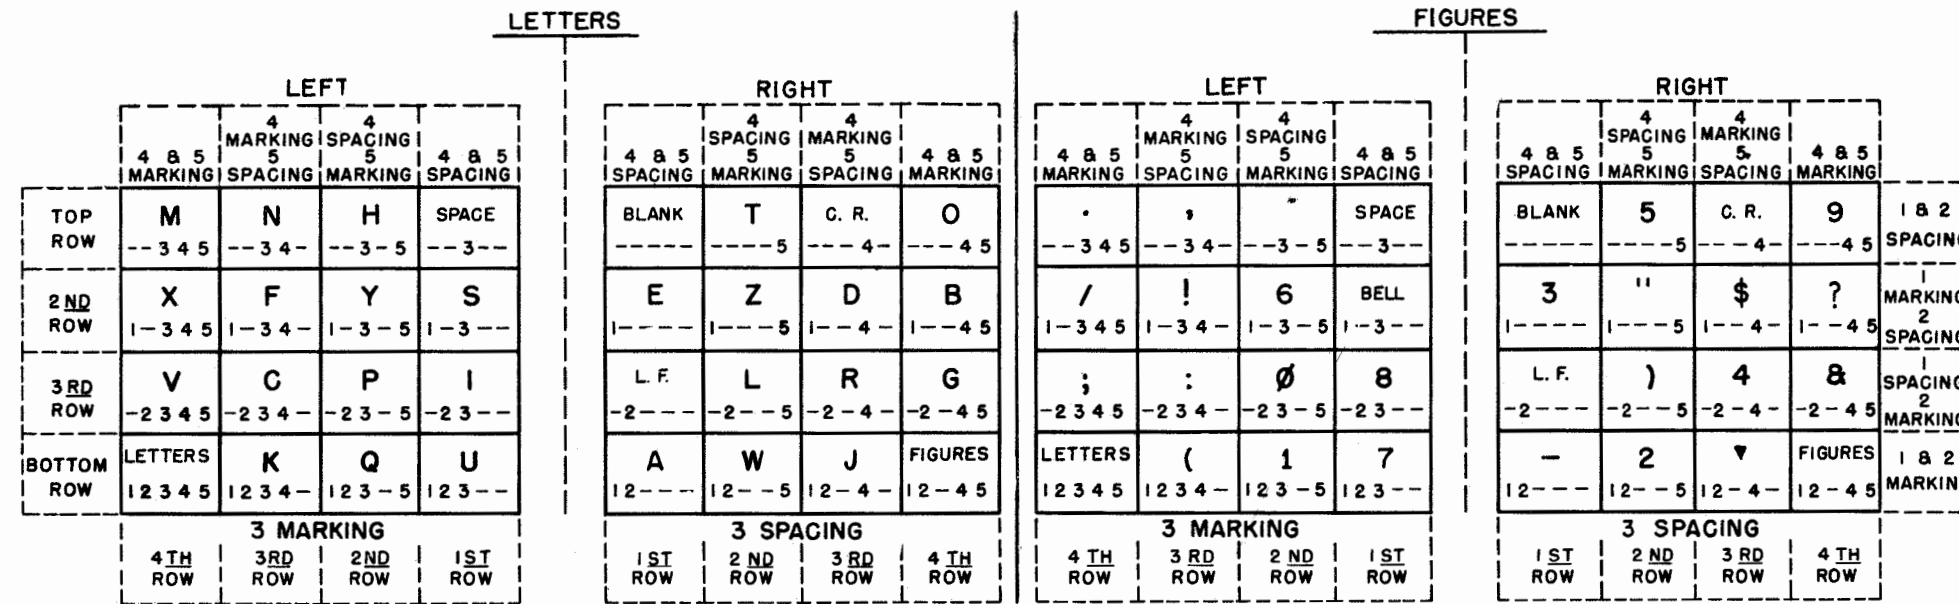 LETTERS
FIGURES
LEFT
RIGHT
LEFT
RIGHT
4 & 5 MARKING | 4 MARKING 5 SPACING | 4 SPACING 5 MARKING | 4 & 5 SPACING
4 & 5 SPACING | 4 SPACING 5 MARKING | 4 MARKING 5 SPACING | 4 & 5 MARKING
4 & 5 MARKING | 4 MARKING 5 SPACING | 4 SPACING 5 MARKING | 4 & 5 SPACING
4 & 5 SPACING | 4 SPACING 5 MARKING | 4 MARKING 5 SPACING | 4 & 5 MARKING
TOP ROW
M N H SPACE BLANK T C. R. O . , SPACE BLANK 5 C. R. 9
--345 --34- --3-5 --3-- ----- ----5 ---4- ---45 --345 --34- --3-5 --3-- ----- ----5 ---4- ---45
1 & 2 SPACING
2ND ROW
X F Y S E Z D B / ! 6 BELL 3 " $ ?
1-345 1-34- 1-3-5 1-3-- 1---- 1---5 1--4- 1--45 1-345 1-34- 1-3-5 1-3-- 1---- 1---5 1--4- 1--45
1 MARKING 2 SPACING
3RD ROW
V C P I L. F. L R G ; : Ø 8 L. F. ) 4 &
-2345 -234- -23-5 -23-- -2--- -2--5 -2-4- -2-45 -2345 -234- -23-5 -23-- -2--- -2--5 -2-4- -2-45
1 SPACING 2 MARKING
BOTTOM ROW
LETTERS K Q U A W J FIGURES LETTERS ( 1 7 - 2 FIGURES
12345 1234- 123-5 123-- 12--- 12--5 12-4- 12-45 12345 1234- 123-5 123-- 12--- 12--5 12-4- 12-45
1 & 2 MARKIN
3 MARKING
3 SPACING
3 MARKING
3 SPACING
4TH ROW | 3RD ROW | 2ND ROW | 1ST ROW
1ST ROW | 2ND ROW | 3RD ROW | 4TH ROW
4TH ROW | 3RD ROW | 2ND ROW | 1ST ROW
1ST ROW | 2ND ROW | 3RD ROW | 4TH ROW